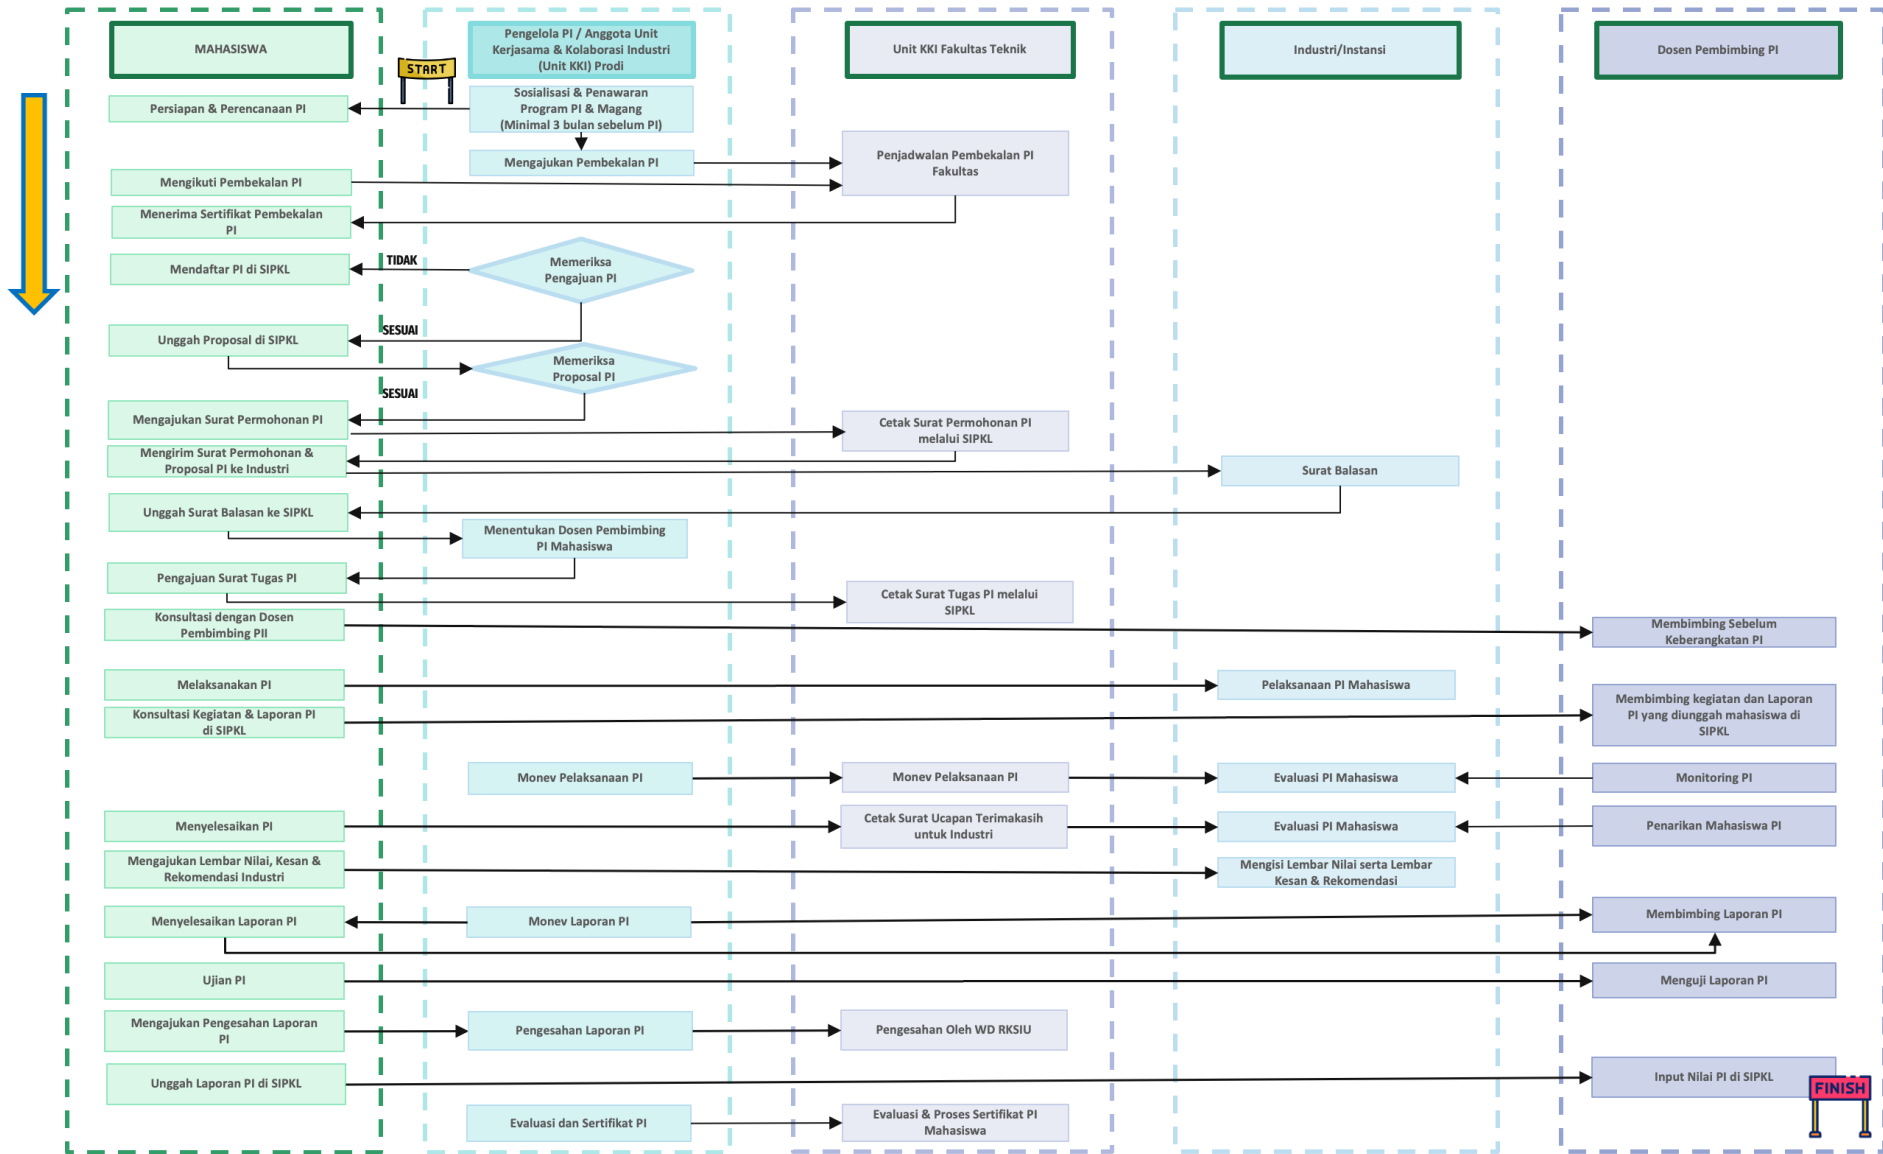 MAHASISWA
Pengelola PI / Anggota Unit
Kerjasama & Kolaborasi Industri
(Unit KKI) Prodi
Unit KKI Fakultas Teknik
Industri/Instansi
Dosen Pembimbing PI
START
Persiapan & Perencanaan PI
Sosialisasi & Penawaran
Program PI & Magang
(Minimal 3 bulan sebelum PI)
Mengajukan Pembekalan PI
Penjadwalan Pembekalan PI
Fakultas
Mengikuti Pembekalan PI
Menerima Sertifikat Pembekalan
PI
Mendaftar PI di SIPKL
TIDAK
Memeriksa
Pengajuan PI
SESUAI
Unggah Proposal di SIPKL
Memeriksa
Proposal PI
SESUAI
Mengajukan Surat Permohonan PI
Cetak Surat Permohonan PI
melalui SIPKL
Mengirim Surat Permohonan &
Proposal PI ke Industri
Surat Balasan
Unggah Surat Balasan ke SIPKL
Menentukan Dosen Pembimbing
PI Mahasiswa
Pengajuan Surat Tugas PI
Cetak Surat Tugas PI melalui
SIPKL
Konsultasi dengan Dosen
Pembimbing PII
Membimbing Sebelum
Keberangkatan PI
Melaksanakan PI
Pelaksanaan PI Mahasiswa
Konsultasi Kegiatan & Laporan PI
di SIPKL
Membimbing kegiatan dan Laporan
PI yang diunggah mahasiswa di
SIPKL
Monev Pelaksanaan PI
Monev Pelaksanaan PI
Evaluasi PI Mahasiswa
Monitoring PI
Menyelesaikan PI
Cetak Surat Ucapan Terimakasih
untuk Industri
Evaluasi PI Mahasiswa
Penarikan Mahasiswa PI
Mengajukan Lembar Nilai, Kesan &
Rekomendasi Industri
Mengisi Lembar Nilai serta Lembar
Kesan & Rekomendasi
Menyelesaikan Laporan PI
Monev Laporan PI
Membimbing Laporan PI
Ujian PI
Menguji Laporan PI
Mengajukan Pengesahan Laporan
PI
Pengesahan Laporan PI
Pengesahan Oleh WD RKSIU
Unggah Laporan PI di SIPKL
Input Nilai PI di SIPKL
FINISH
Evaluasi dan Sertifikat PI
Evaluasi & Proses Sertifikat PI
Mahasiswa